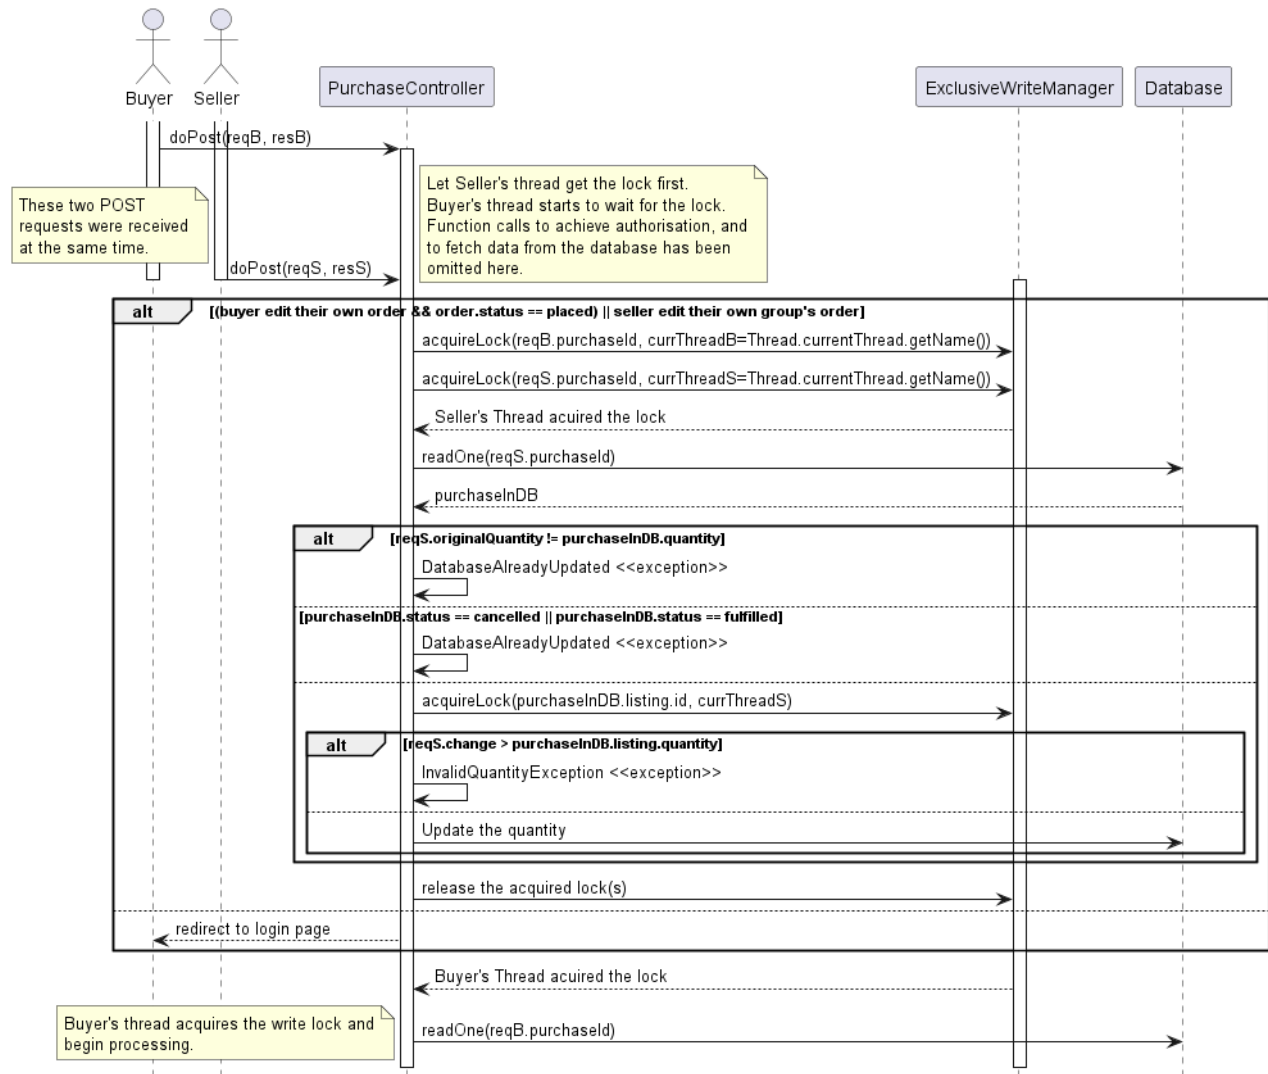 Buyer
Seller
PurchaseController
ExclusiveWriteManager
Database
doPost(reqB, resB)
These two POST
requests were received
at the same time.
Let Seller's thread get the lock first.
Buyer's thread starts to wait for the lock.
Function calls to achieve authorisation, and
to fetch data from the database has been
omitted here.
doPost(reqS, resS)
alt [(buyer edit their own order && order.status == placed) || seller edit their own group's order]
acquireLock(reqB.purchaseId, currThreadB=Thread.currentThread.getName())
acquireLock(reqS.purchaseId, currThreadS=Thread.currentThread.getName())
Seller's Thread acuired the lock
readOne(reqS.purchaseId)
purchaseInDB
alt [reqS.originalQuantity != purchaseInDB.quantity]
DatabaseAlreadyUpdated <<exception>>
[purchaseInDB.status == cancelled || purchaseInDB.status == fulfilled]
DatabaseAlreadyUpdated <<exception>>
acquireLock(purchaseInDB.listing.id, currThreadS)
alt [reqS.change > purchaseInDB.listing.quantity]
InvalidQuantityException <<exception>>
Update the quantity
release the acquired lock(s)
redirect to login page
Buyer's Thread acuired the lock
Buyer's thread acquires the write lock and
begin processing.
readOne(reqB.purchaseId)